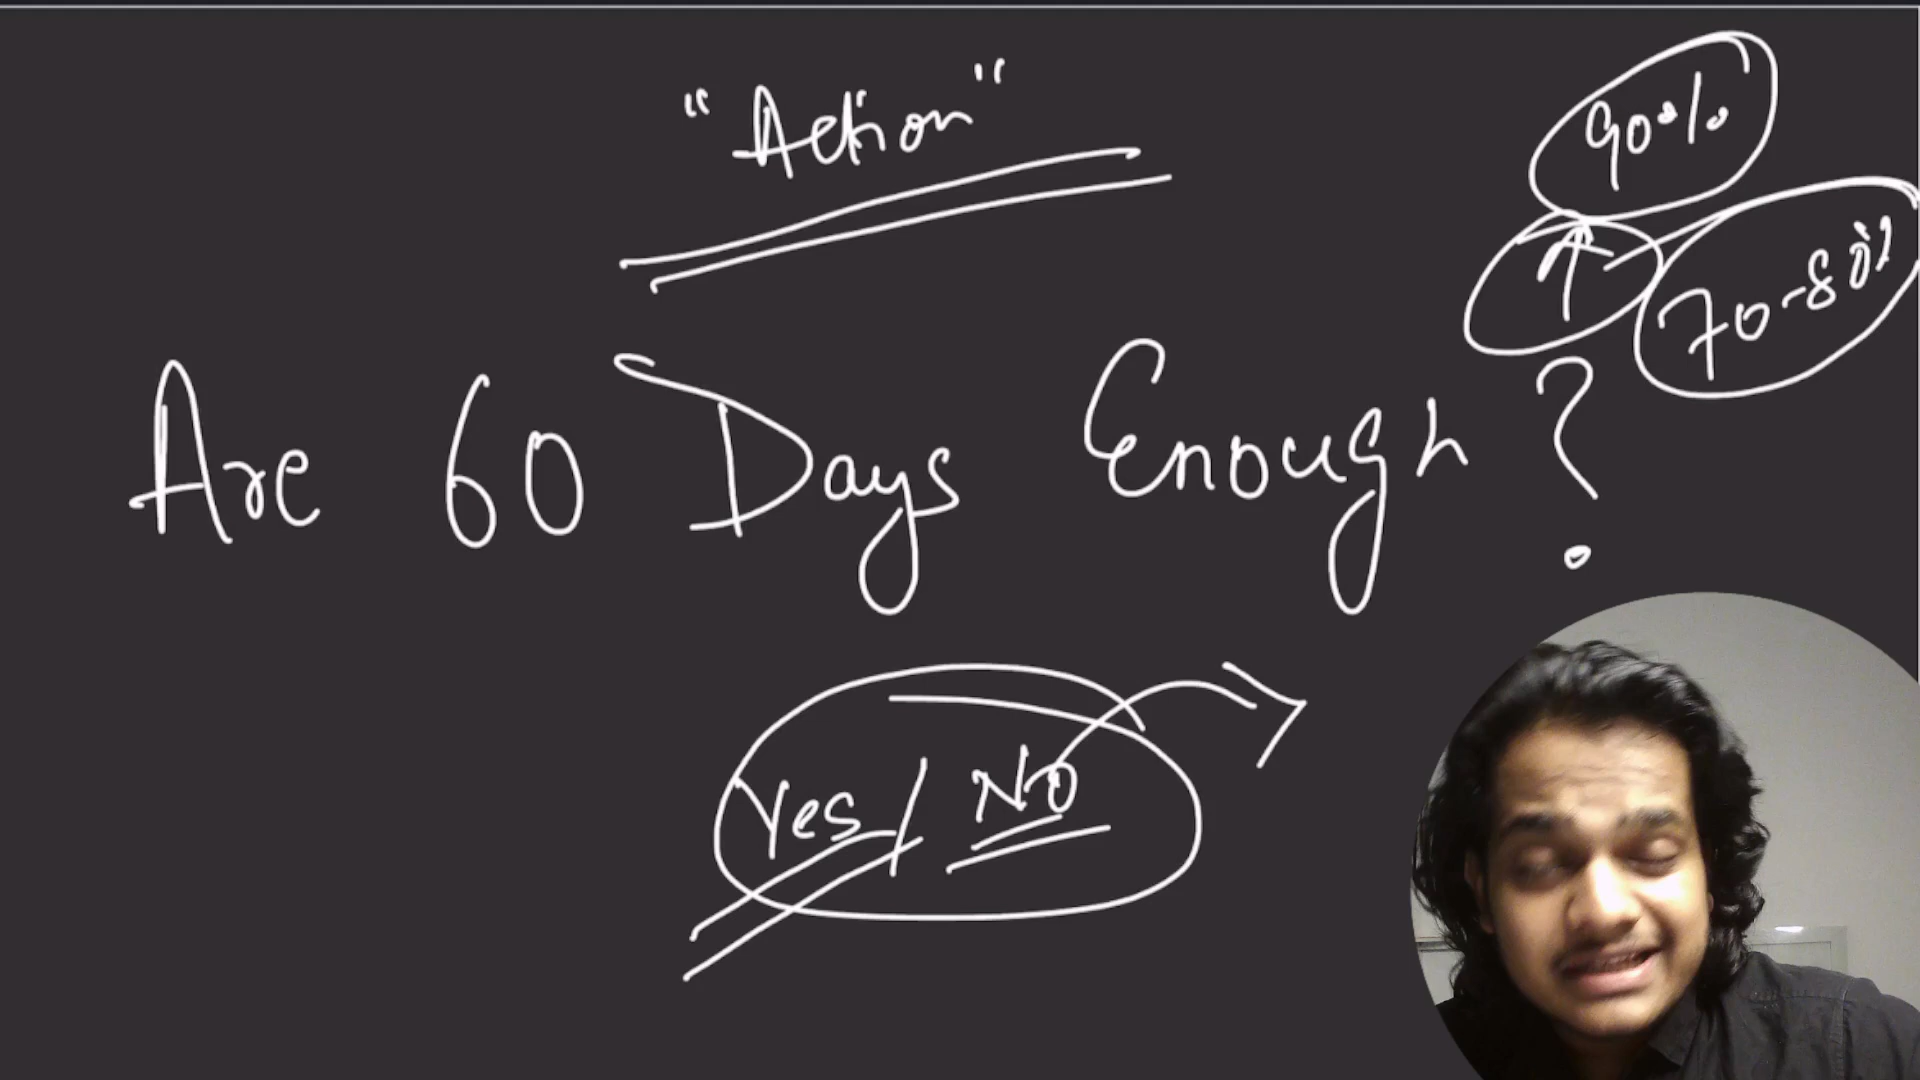 "Action"
90%
70-80%
Are 60 Days Enough?
Yes / No